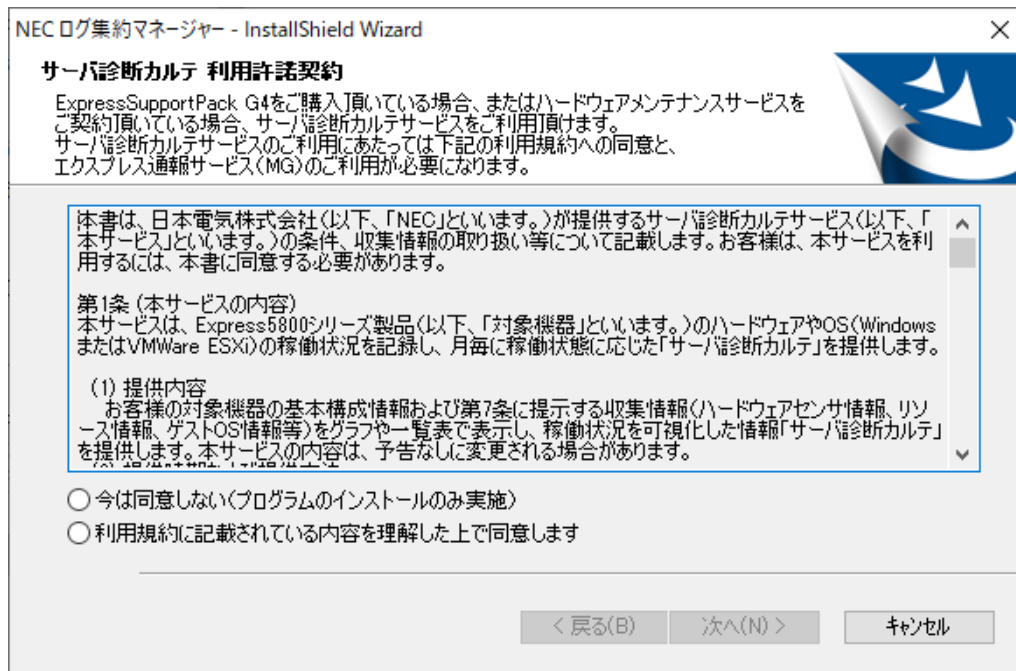 NEC ログ集約マネージャー - InstallShield Wizard
サーバ診断カルテ 利用許諾契約
ExpressSupportPack G4をご購入頂いている場合、またはハードウェアメンテナンスサービスを
ご契約頂いている場合、サーバ診断カルテサービスをご利用頂けます。
サーバ診断カルテサービスのご利用にあたっては下記の利用規約への同意と、
エクスプレス通報サービス(MG)のご利用が必要になります。
本書は、日本電気株式会社(以下、「NEC」といいます。)が提供するサーバ診断カルテサービス(以下、「
本サービス」といいます。)の条件、収集情報の取り扱い等について記載します。お客様は、本サービスを利
用するには、本書に同意する必要があります。
第1条 (本サービスの内容)
本サービスは、Express5800シリーズ製品(以下、「対象機器」といいます。)のハードウェアやOS(Windows
またはVMWare ESXi)の稼働状況を記録し、月毎に稼働状態に応じた「サーバ診断カルテ」を提供します。
(1) 提供内容
お客様の対象機器の基本構成情報および第7条に提示する収集情報(ハードウェアセンサ情報、リソ
ース情報、ゲストOS情報等)をグラフや一覧表で表示し、稼働状況を可視化した情報「サーバ診断カルテ」
を提供します。本サービスの内容は、予告なしに変更される場合があります。
今は同意しない(プログラムのインストールのみ実施)
利用規約に記載されている内容を理解した上で同意します
< 戻る(B)
次へ(N) >
キャンセル